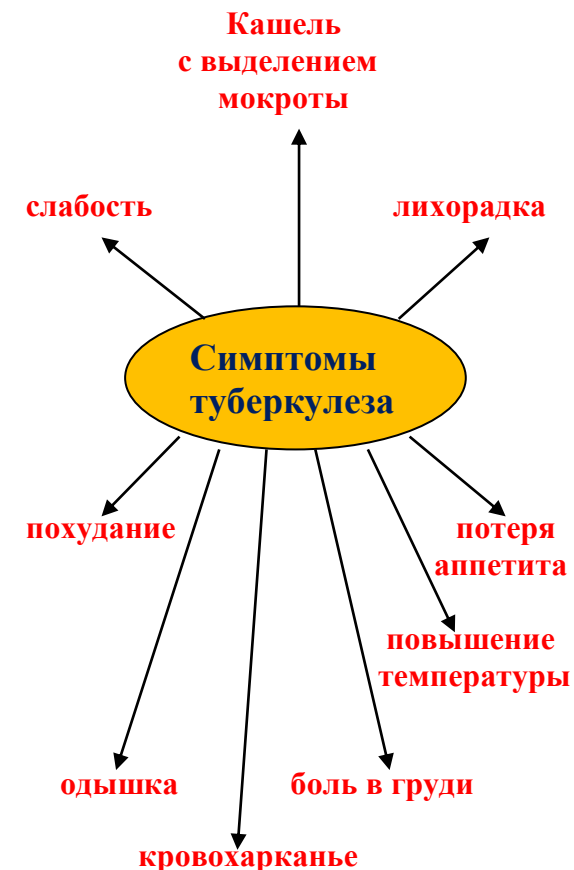 Кашель
с выделением
мокроты
слабость
лихорадка
Симптомы
туберкулеза
похудание
потеря
аппетита
повышение
температуры
одышка
боль в груди
кровохарканье